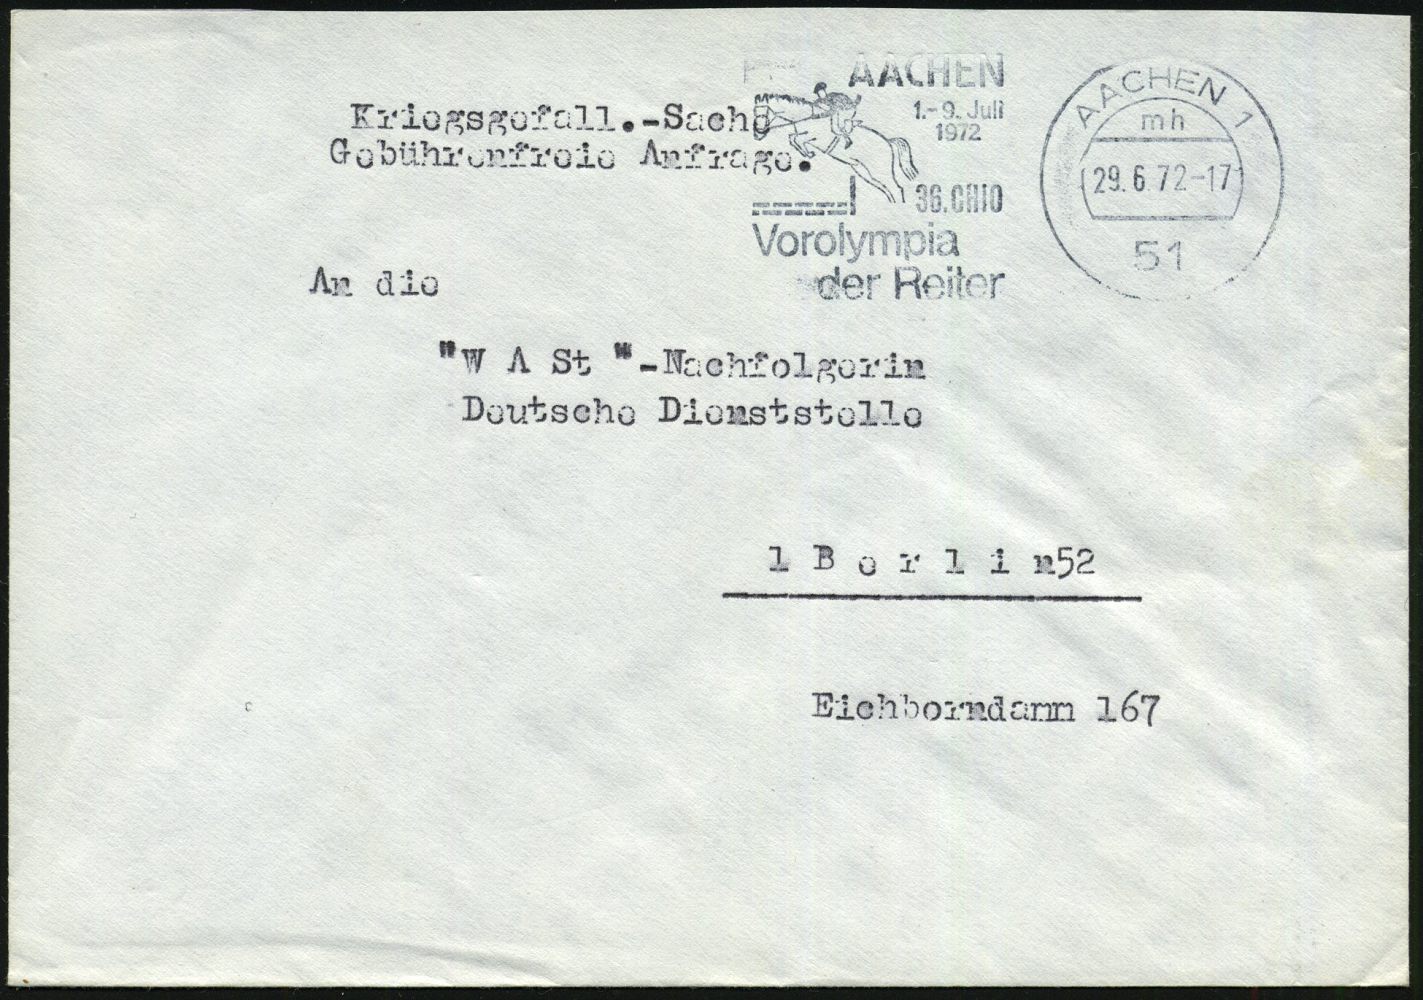 AACHEN
1.-9. Juli
1972
36. CHIO
Vorolympia
der Reiter
AACHEN 1
mh
29.6.72-17
51
Kriegsgefall.-Sache
Gebührenfreie Anfrage.
An die
"W A St"-Nachfolgerin
Deutsche Dienststelle
1 B e r l i n 52
Eichborndamm 167